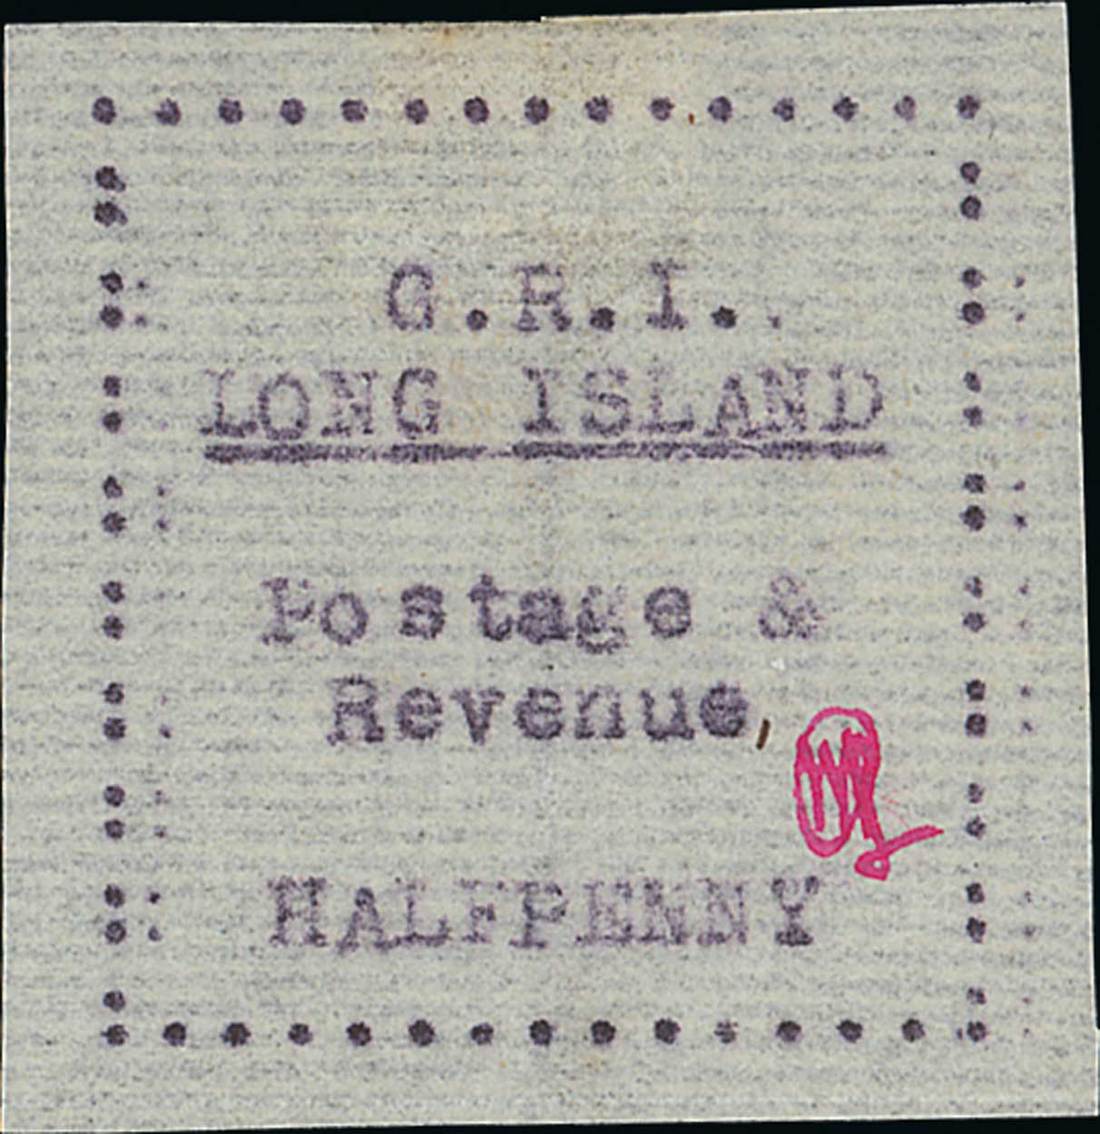 G.R.I.
LONG ISLAND
Postage &
Revenue,
HALFPENNY